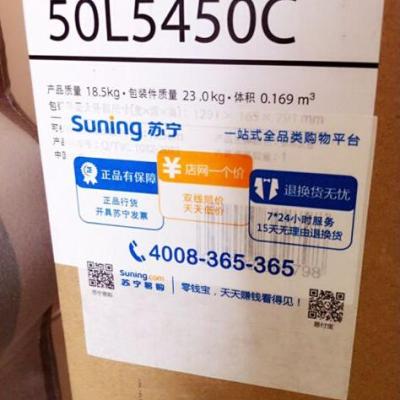 50L5450C
产品质量 18.5kg·包装件质量 23.0kg·体积 0.169 m³
Suning 苏宁
一站式全品类购物平台
正品有保障
正品行货
开具苏宁发票
店网一个价
双线同价
天天低价
退换货无忧
7*24小时服务
15天无理由退换货
4008-365-365
798
Suning.com
苏宁易购
零钱宝，天天赚钱看得见！
易付宝